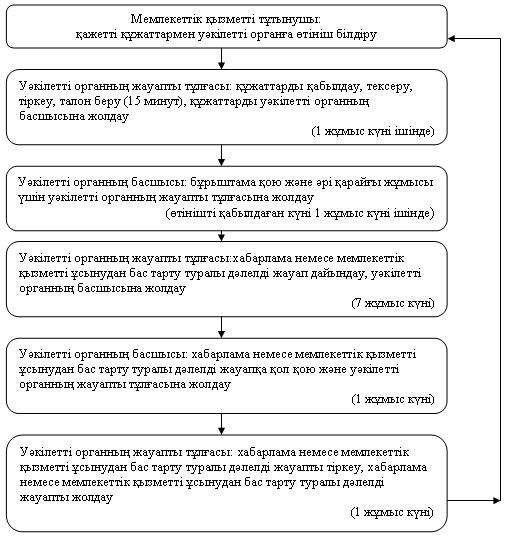 Мемлекеттік қызметті тұтынушы:
қажетті құжаттармен уәкілетті органға өтініш білдіру
Уәкілетті органның жауапты тұлғасы: құжаттарды қабылдау, тексеру,
тіркеу, талон беру (15 минут), құжаттарды уәкілетті органның
басшысына жолдау
(1 жұмыс күні ішінде)
Уәкілетті органның басшысы: бұрыштама қою және әрі қарайғы жұмысы
үшін уәкілетті органның жауапты тұлғасына жолдау
(өтінішті қабылдаған күні 1 жұмыс күні ішінде)
Уәкілетті органның жауапты тұлғасы:хабарлама немесе мемлекеттік
қызметті ұсынудан бас тарту туралы дәлелді жауап дайындау, уәкілетті
органның басшысына жолдау
(7 жұмыс күні)
Уәкілетті органның басшысы: хабарлама немесе мемлекеттік қызметті
ұсынудан бас тарту туралы дәлелді жауапқа қол қою және уәкілетті
органның жауапты тұлғасына жолдау
(1 жұмыс күні)
Уәкілетті органның жауапты тұлғасы: хабарлама немесе мемлекеттік
қызметті ұсынудан бас тарту туралы дәлелді жауапты тіркеу, хабарлама
немесе мемлекеттік қызметті ұсынудан бас тарту туралы дәлелді
жауапты жолдау
(1 жұмыс күні)